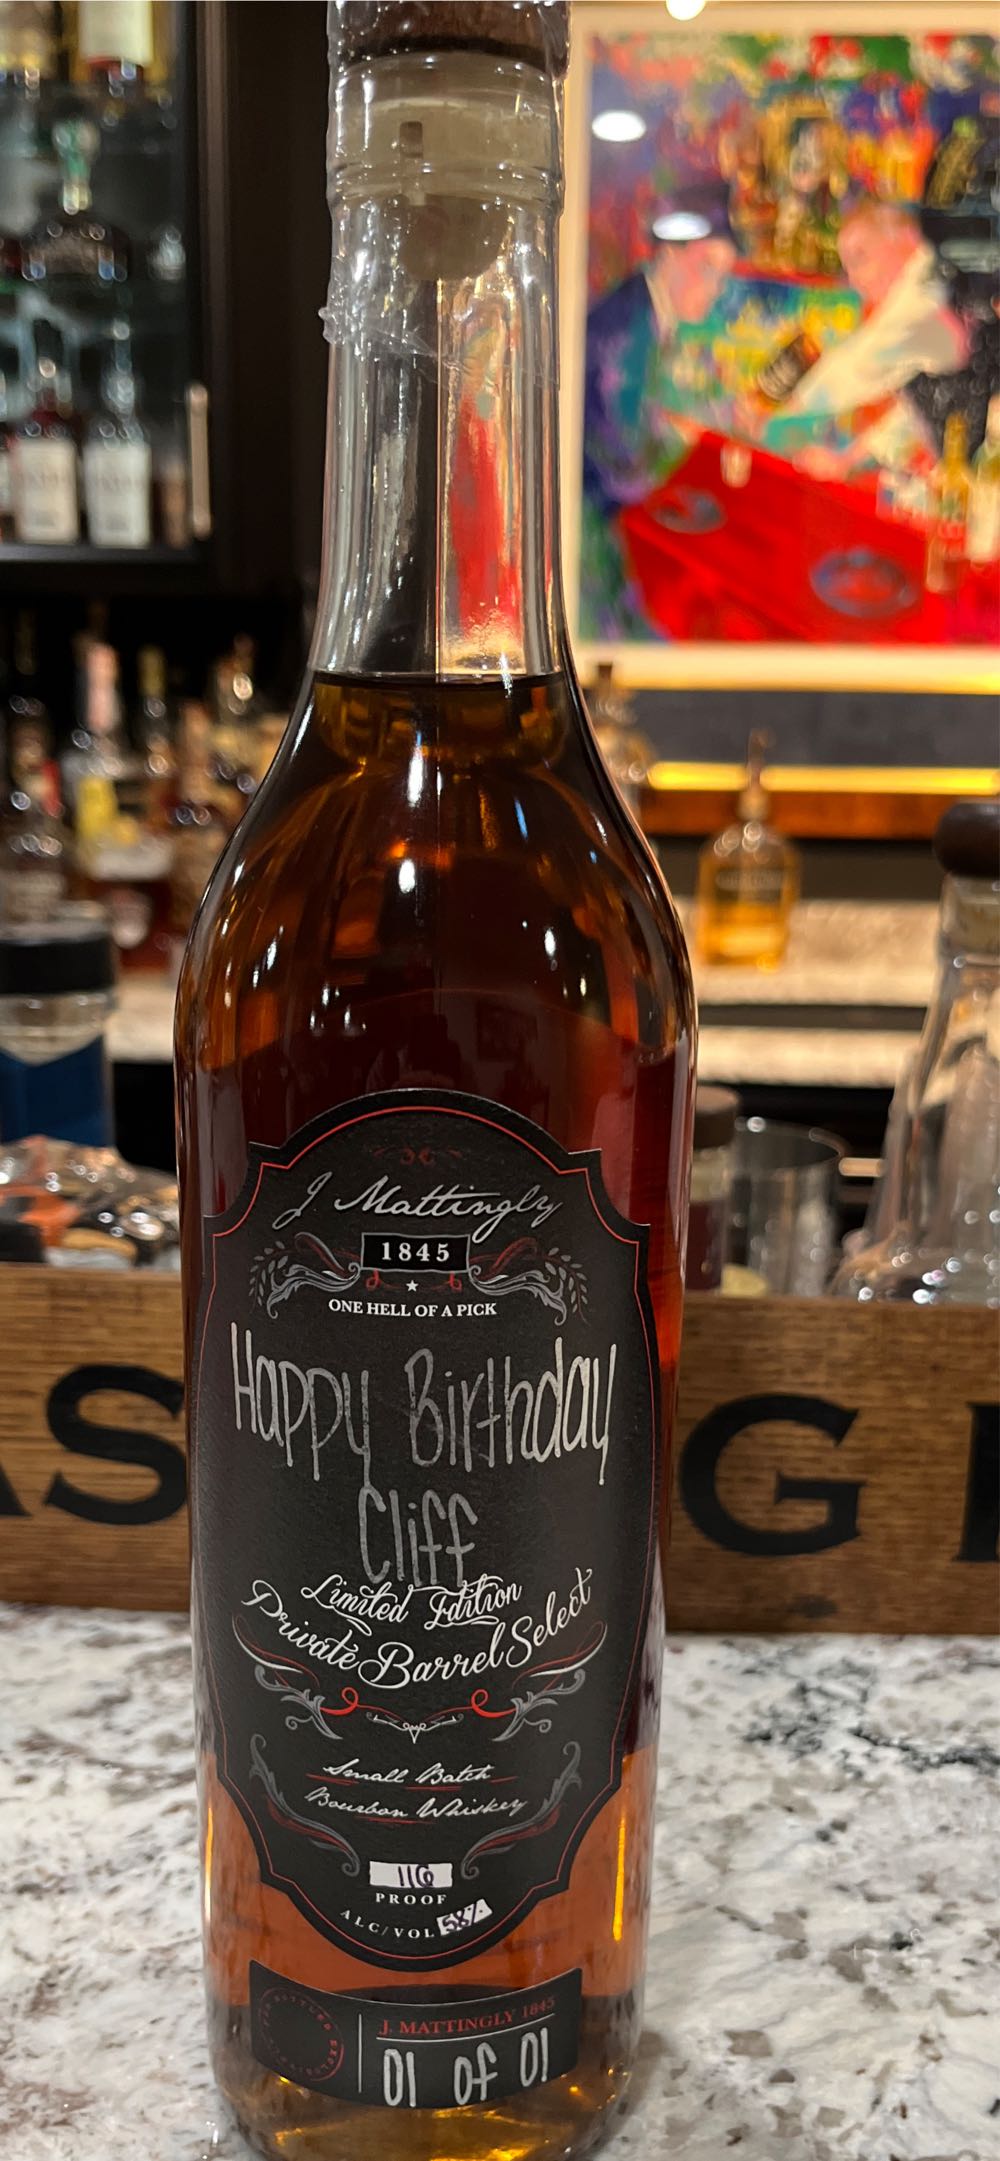 J. Mattingly
1845
ONE HELL OF A PICK
Happy Birthday
Cliff
Limited Edition
Private Barrel Select
Small Batch
Bourbon Whiskey
116
PROOF
ALC/VOL 58%
J. MATTINGLY 1845
01 of 01
S G